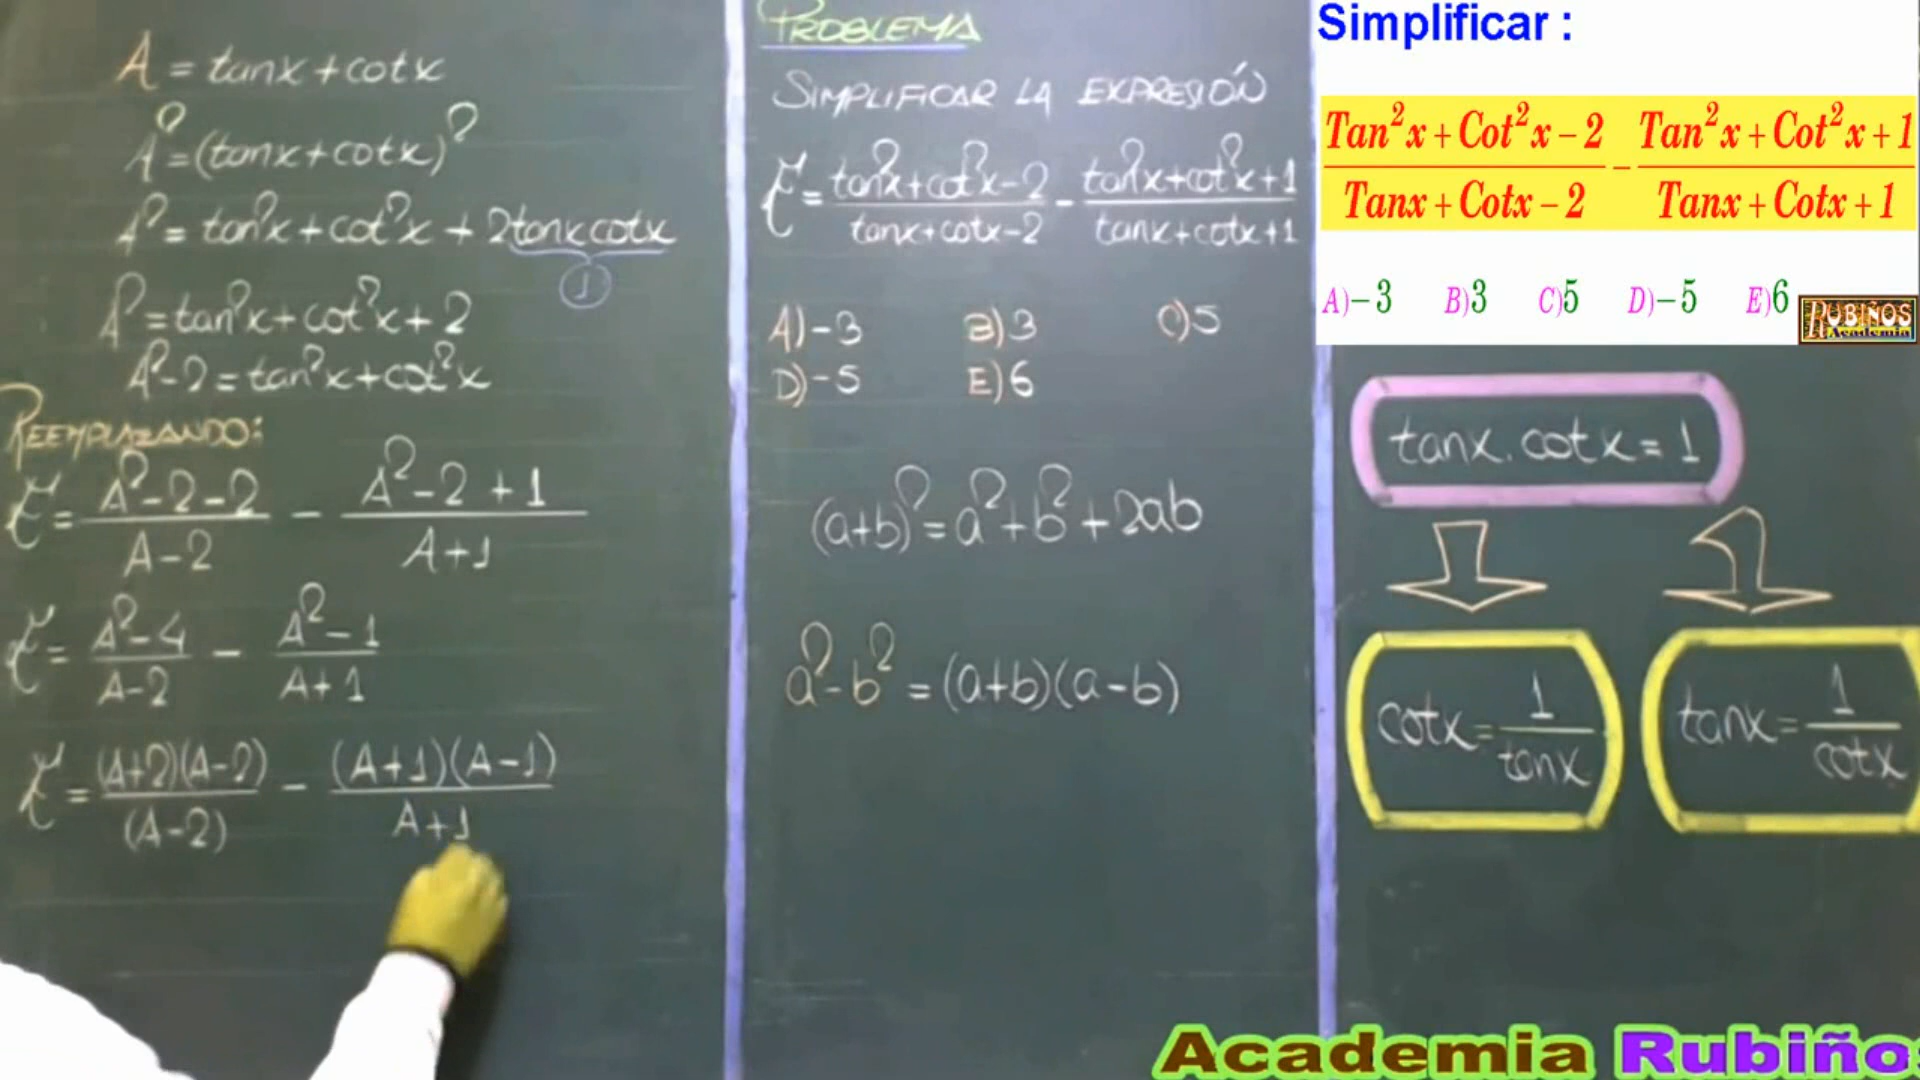 A = tanx + cotx
A² = (tanx + cotx)²
A² = tan²x + cot²x + 2tanxcotx
1
A² = tan²x + cot²x + 2
A² - 2 = tan²x + cot²x
REEMPLAZANDO:
E = (A² - 2 - 2)/(A - 2) - (A² - 2 + 1)/(A + 1)
E = (A² - 4)/(A - 2) - (A² - 1)/(A + 1)
E = (A+2)(A-2)/(A-2) - (A+1)(A-1)/(A+1)
PROBLEMA
SIMPLIFICAR LA EXPRESIÓN
E = (tan²x + cot²x - 2)/(tanx + cotx - 2) - (tan²x + cot²x + 1)/(tanx + cotx + 1)
A) -3 B) 3 C) 5
D) -5 E) 6
(a+b)² = a² + b² + 2ab
a² - b² = (a+b)(a-b)
Simplificar :
(Tan²x + Cot²x - 2)/(Tanx + Cotx - 2) - (Tan²x + Cot²x + 1)/(Tanx + Cotx + 1)
A) -3 B) 3 C) 5 D) -5 E) 6
RUBIÑOS
Academia
tanx . cotx = 1
cotx = 1/tanx
tanx = 1/cotx
Academia Rubiño